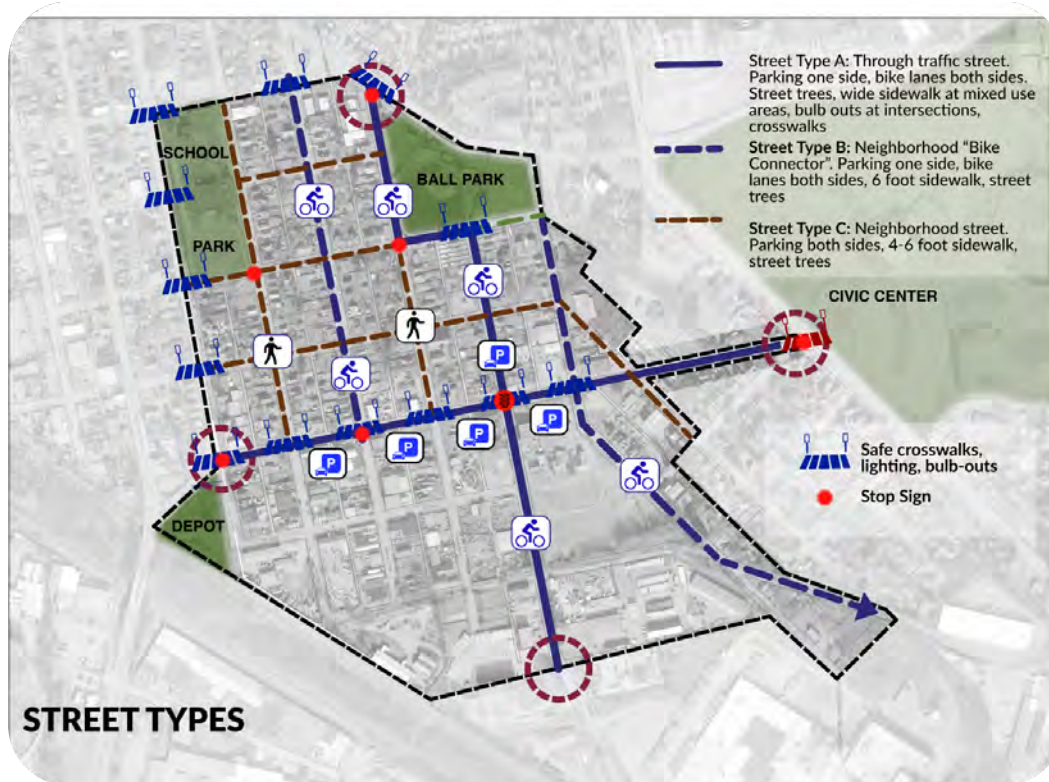 Street Type A: Through traffic street.
Parking one side, bike lanes both sides.
Street trees, wide sidewalk at mixed use
areas, bulb outs at intersections,
crosswalks
Street Type B: Neighborhood “Bike
Connector”, Parking one side, bike
lanes both sides, 6 foot sidewalk, street
trees
Street Type C: Neighborhood street.
Parking both sides, 4-6 foot sidewalk,
street trees
SCHOOL
BALL PARK
PARK
CIVIC CENTER
P
P
P
P
P
Safe crosswalks,
lighting, bulb-outs
Stop Sign
DEPOT
STREET TYPES